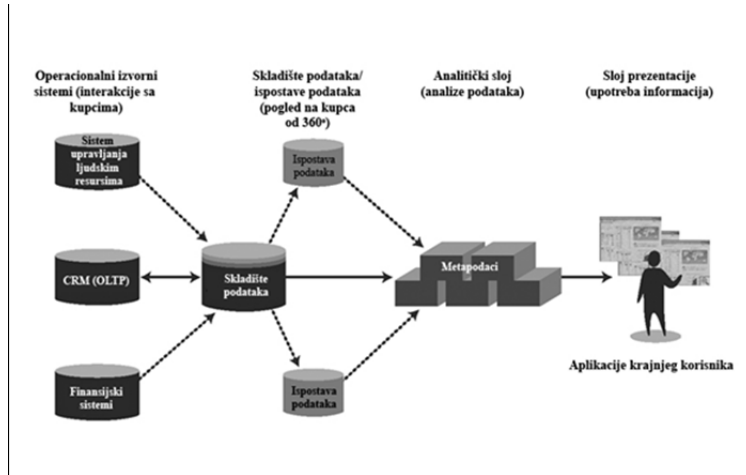 Operacionalni izvorni
sistemi (interakcije sa
kupcima)
Skladište podataka/
ispostave podataka
(pogled na kupca
od 360º)
Analitički sloj
(analize podataka)
Sloj prezentacije
(upotreba informacija)
Sistem
upravljanja
ljudskim
resursima
Ispostava
podataka
CRM (OLTP)
Skladište
podataka
Metapodaci
Finansijski
sistemi
Ispostava
podataka
Aplikacije krajnjeg korisnika